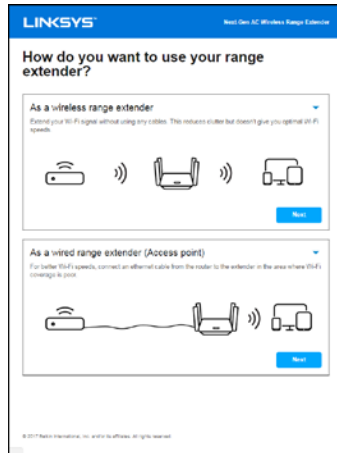 LINKSYS™
Next Gen AC Wireless Range Extender
How do you want to use your range
extender?
As a wireless range extender
Extend your Wi-Fi signal without using any cables. This reduces clutter but doesn't give you optimal Wi-Fi
speeds.
Next
As a wired range extender (Access point)
For better Wi-Fi speeds, connect an ethernet cable from the router to the extender in the area where Wi-Fi
coverage is poor.
Next
© 2017 Belkin International, Inc. and/or its affiliates. All rights reserved.